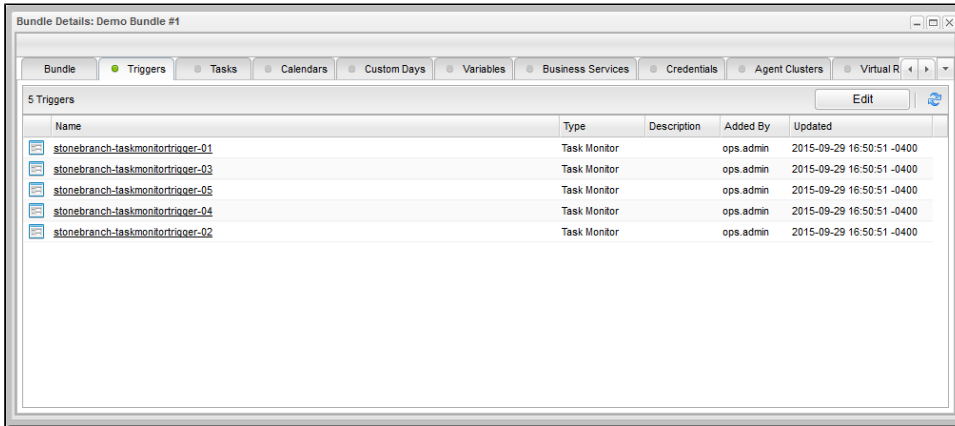 Bundle Details: Demo Bundle #1
Bundle Triggers Tasks Calendars Custom Days Variables Business Services Credentials Agent Clusters Virtual R
5 Triggers Edit
Name Type Description Added By Updated
stonebranch-taskmonitortrigger-01 Task Monitor ops.admin 2015-09-29 16:50:51 -0400
stonebranch-taskmonitortrigger-03 Task Monitor ops.admin 2015-09-29 16:50:51 -0400
stonebranch-taskmonitortrigger-05 Task Monitor ops.admin 2015-09-29 16:50:51 -0400
stonebranch-taskmonitortrigger-04 Task Monitor ops.admin 2015-09-29 16:50:51 -0400
stonebranch-taskmonitortrigger-02 Task Monitor ops.admin 2015-09-29 16:50:51 -0400